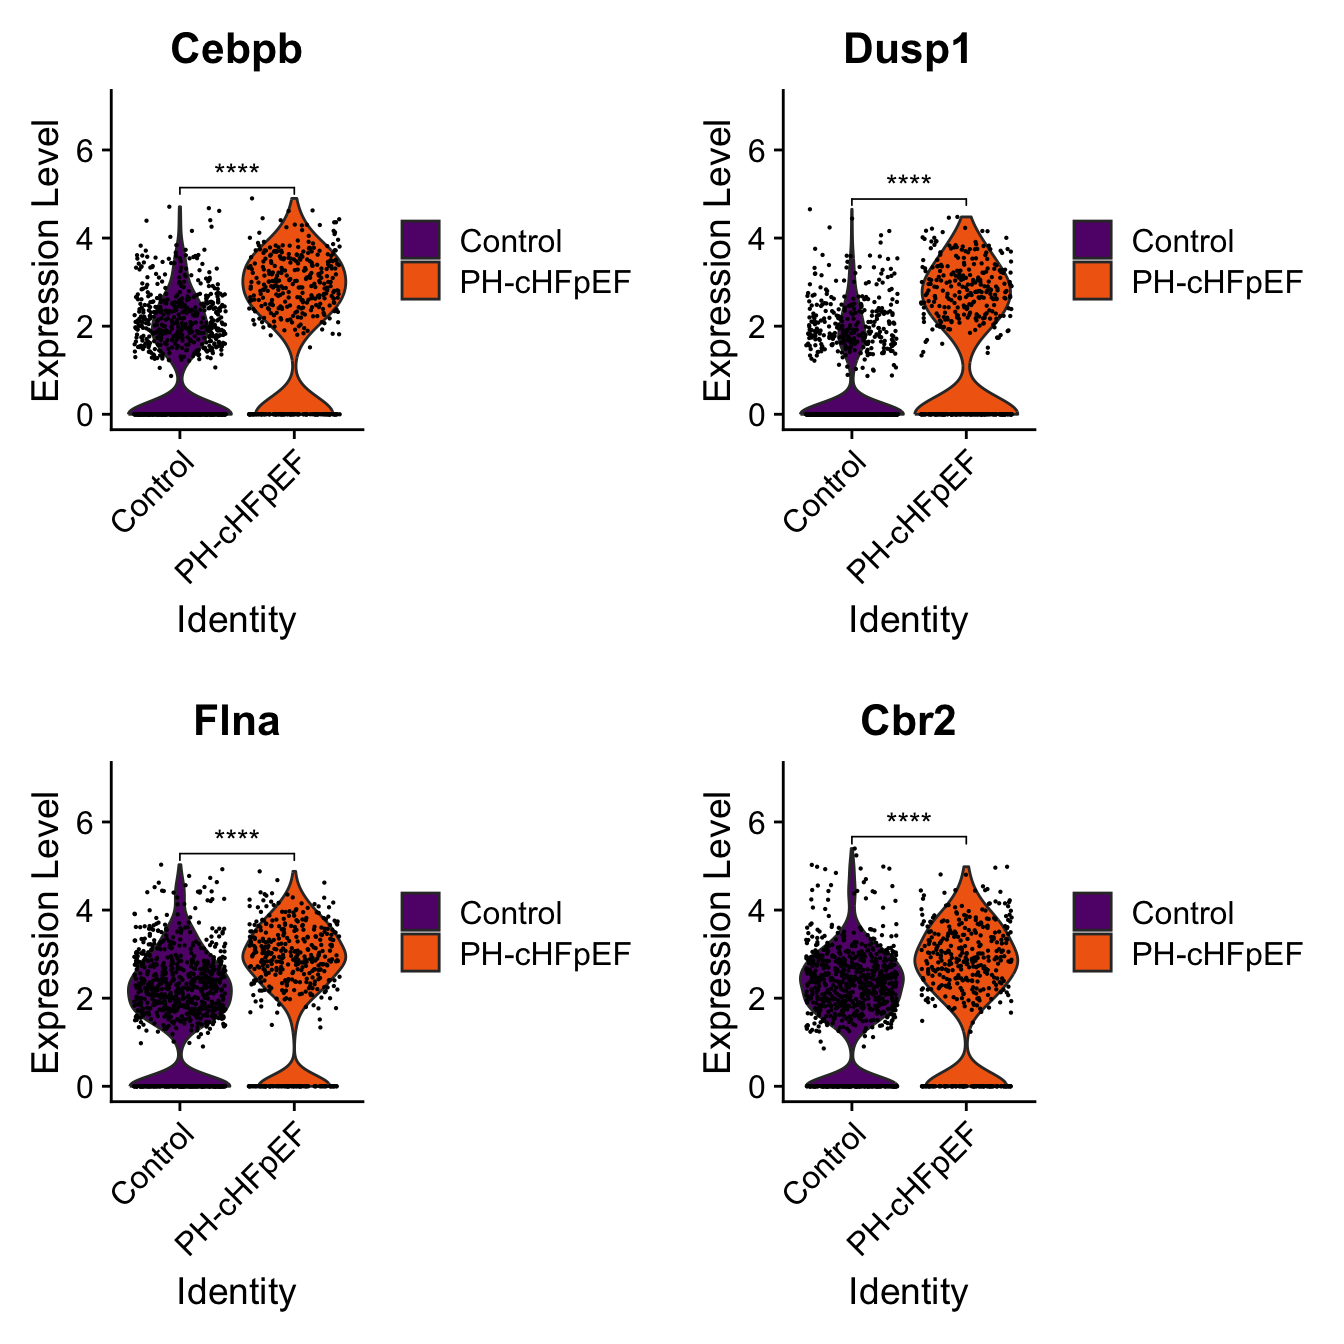 Cebpb
Expression Level
6
4
2
0
****
Control
PH-cHFpEF
Identity
Control
PH-cHFpEF
Dusp1
Expression Level
6
4
2
0
****
Control
PH-cHFpEF
Identity
Control
PH-cHFpEF
Flna
Expression Level
6
4
2
0
****
Control
PH-cHFpEF
Identity
Control
PH-cHFpEF
Cbr2
Expression Level
6
4
2
0
****
Control
PH-cHFpEF
Identity
Control
PH-cHFpEF